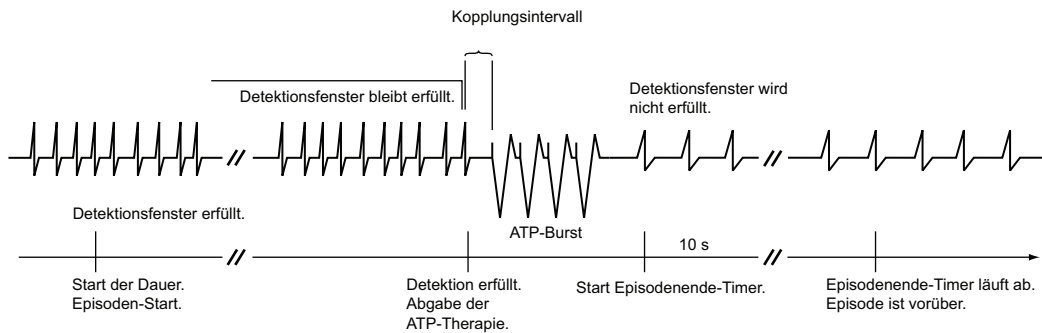 Kopplungsintervall
Detektionsfenster bleibt erfüllt.
Detektionsfenster wird
nicht erfüllt.
Detektionsfenster erfüllt.
ATP-Burst
10 s
Start der Dauer.
Episoden-Start.
Detektion erfüllt.
Abgabe der
ATP-Therapie.
Start Episodenende-Timer.
Episodenende-Timer läuft ab.
Episode ist vorüber.